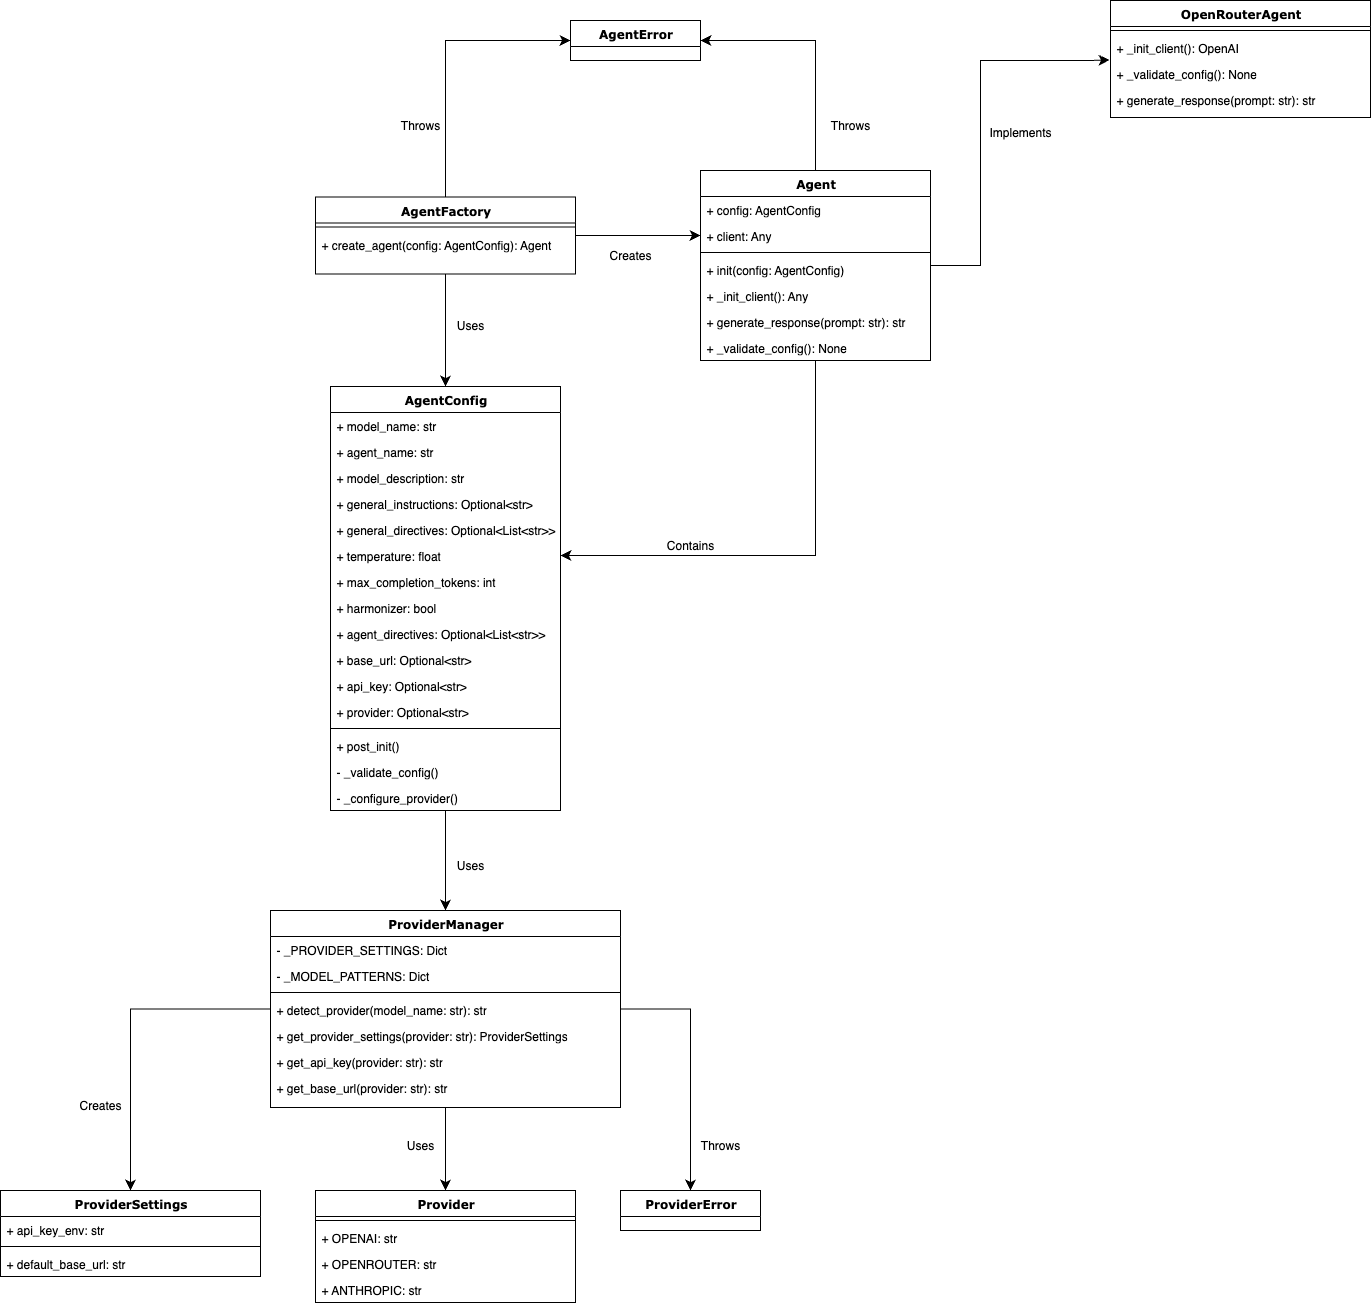 OpenRouterAgent
+ _init_client(): OpenAI
+ _validate_config(): None
+ generate_response(prompt: str): str
AgentError
Throws
Throws
Implements
Agent
+ config: AgentConfig
+ client: Any
+ init(config: AgentConfig)
+ _init_client(): Any
+ generate_response(prompt: str): str
+ _validate_config(): None
AgentFactory
+ create_agent(config: AgentConfig): Agent
Creates
Uses
AgentConfig
+ model_name: str
+ agent_name: str
+ model_description: str
+ general_instructions: Optional<str>
+ general_directives: Optional<List<str>>
+ temperature: float
+ max_completion_tokens: int
+ harmonizer: bool
+ agent_directives: Optional<List<str>>
+ base_url: Optional<str>
+ api_key: Optional<str>
+ provider: Optional<str>
+ post_init()
- _validate_config()
- _configure_provider()
Contains
Uses
ProviderManager
- _PROVIDER_SETTINGS: Dict
- _MODEL_PATTERNS: Dict
+ detect_provider(model_name: str): str
+ get_provider_settings(provider: str): ProviderSettings
+ get_api_key(provider: str): str
+ get_base_url(provider: str): str
Creates
Uses
Throws
ProviderSettings
+ api_key_env: str
+ default_base_url: str
Provider
+ OPENAI: str
+ OPENROUTER: str
+ ANTHROPIC: str
ProviderError